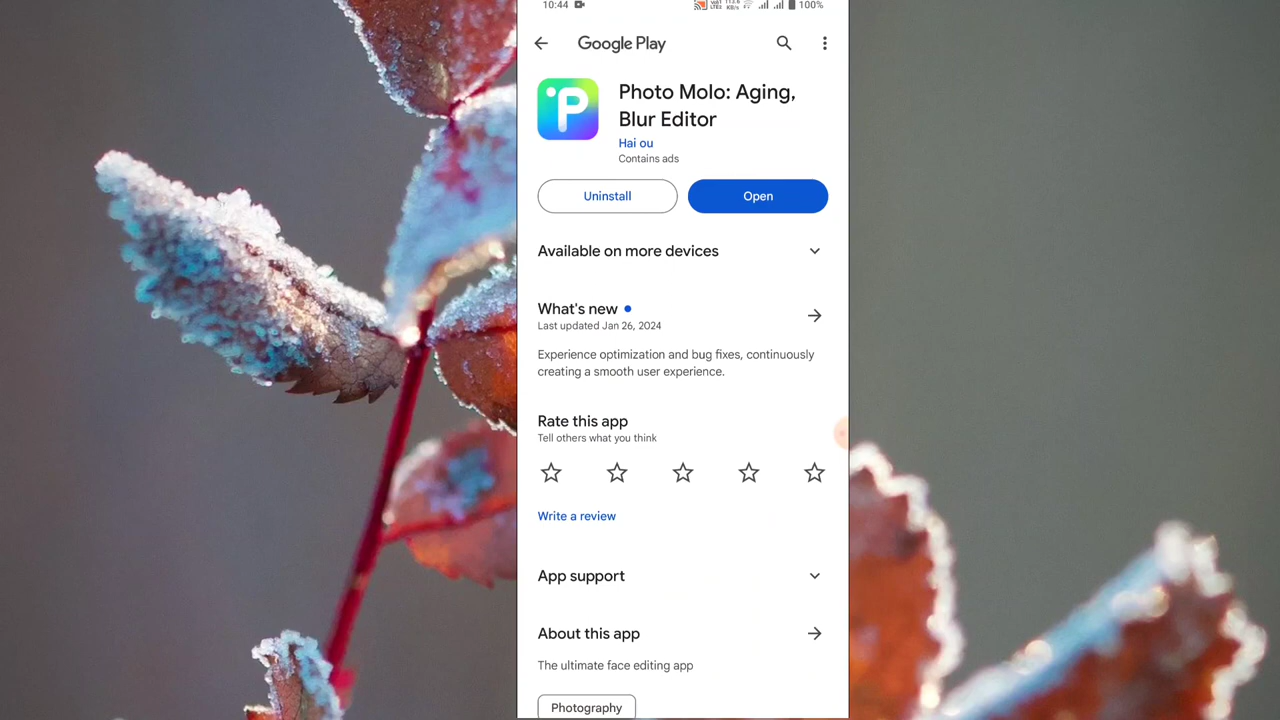 10:44
100%
Google Play
P
Photo Molo: Aging,
Blur Editor
Hai ou
Contains ads
Uninstall
Open
Available on more devices
What's new
Last updated Jan 26, 2024
Experience optimization and bug fixes, continuously
creating a smooth user experience.
Rate this app
Tell others what you think
Write a review
App support
About this app
The ultimate face editing app
Photography